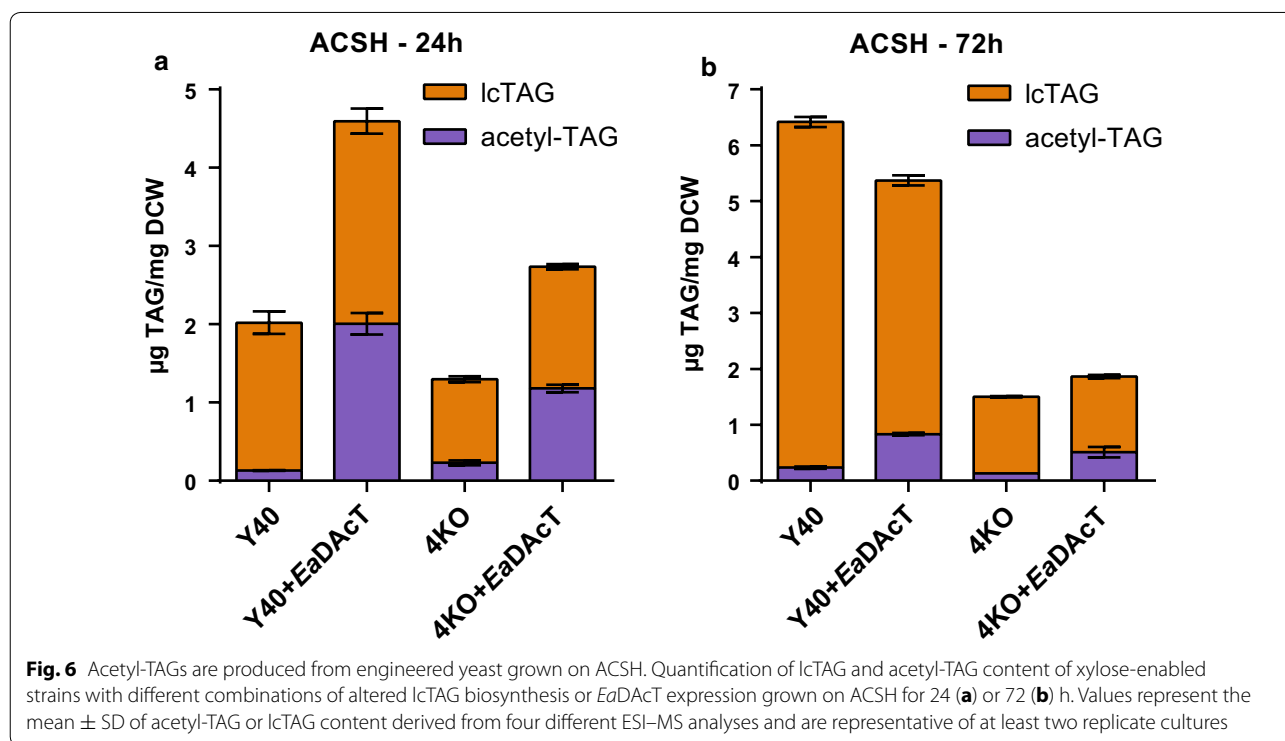 ACSH - 24h
a
5
4
3
2
1
0
µg TAG/mg DCW
lcTAG
acetyl-TAG
Y40
Y40+EaDAcT
4KO
4KO+EaDAcT
ACSH - 72h
b
7
6
5
4
3
2
1
0
µg TAG/mg DCW
lcTAG
acetyl-TAG
Y40
Y40+EaDAcT
4KO
4KO+EaDAcT
Fig. 6 Acetyl-TAGs are produced from engineered yeast grown on ACSH. Quantification of lcTAG and acetyl-TAG content of xylose-enabled
strains with different combinations of altered lcTAG biosynthesis or EaDAcT expression grown on ACSH for 24 (a) or 72 (b) h. Values represent the
mean ± SD of acetyl-TAG or lcTAG content derived from four different ESI–MS analyses and are representative of at least two replicate cultures